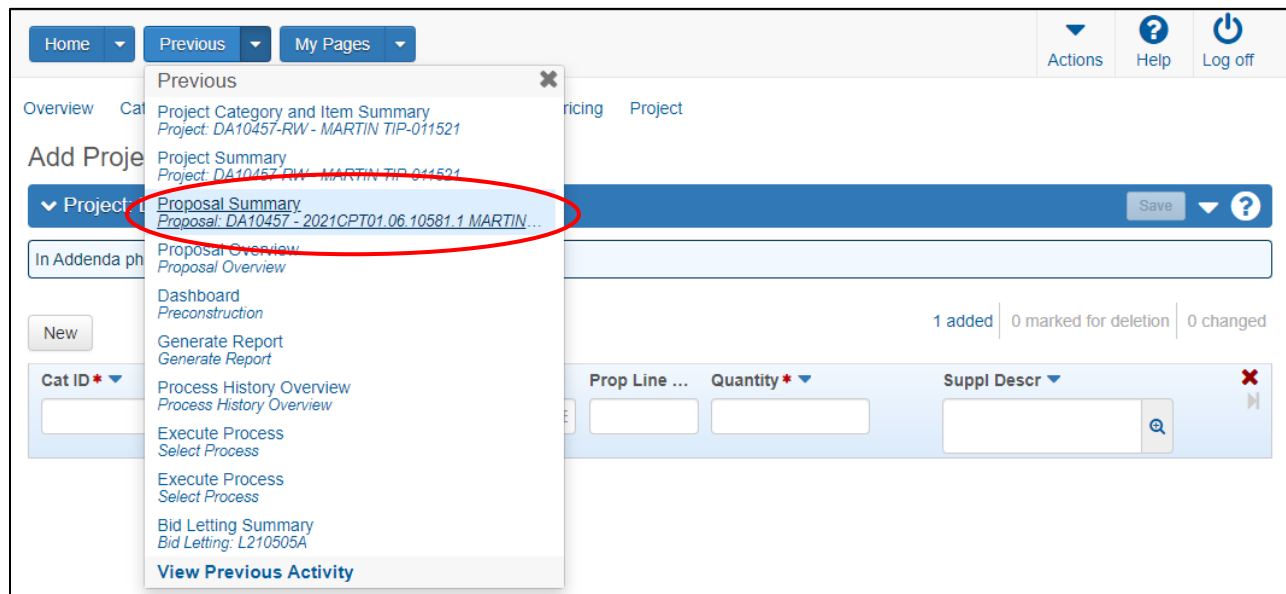 Home Previous My Pages
Actions Help Log off
Previous
Overview Cat
Project Category and Item Summary
Project: DA10457-RW - MARTIN TIP-011521
ricing Project
Add Proje
Project Summary
Project: DA10457-RW - MARTIN TIP-011521
Project:
Proposal Summary
Proposal: DA10457 - 2021CPT01.06.10581.1 MARTIN...
Save
In Addenda ph
Proposal Overview
Proposal Overview
Dashboard
Preconstruction
New
1 added 0 marked for deletion 0 changed
Generate Report
Generate Report
Cat ID* Prop Line ... Quantity* Suppl Descr
Process History Overview
Process History Overview
Execute Process
Select Process
Execute Process
Select Process
Bid Letting Summary
Bid Letting: L210505A
View Previous Activity